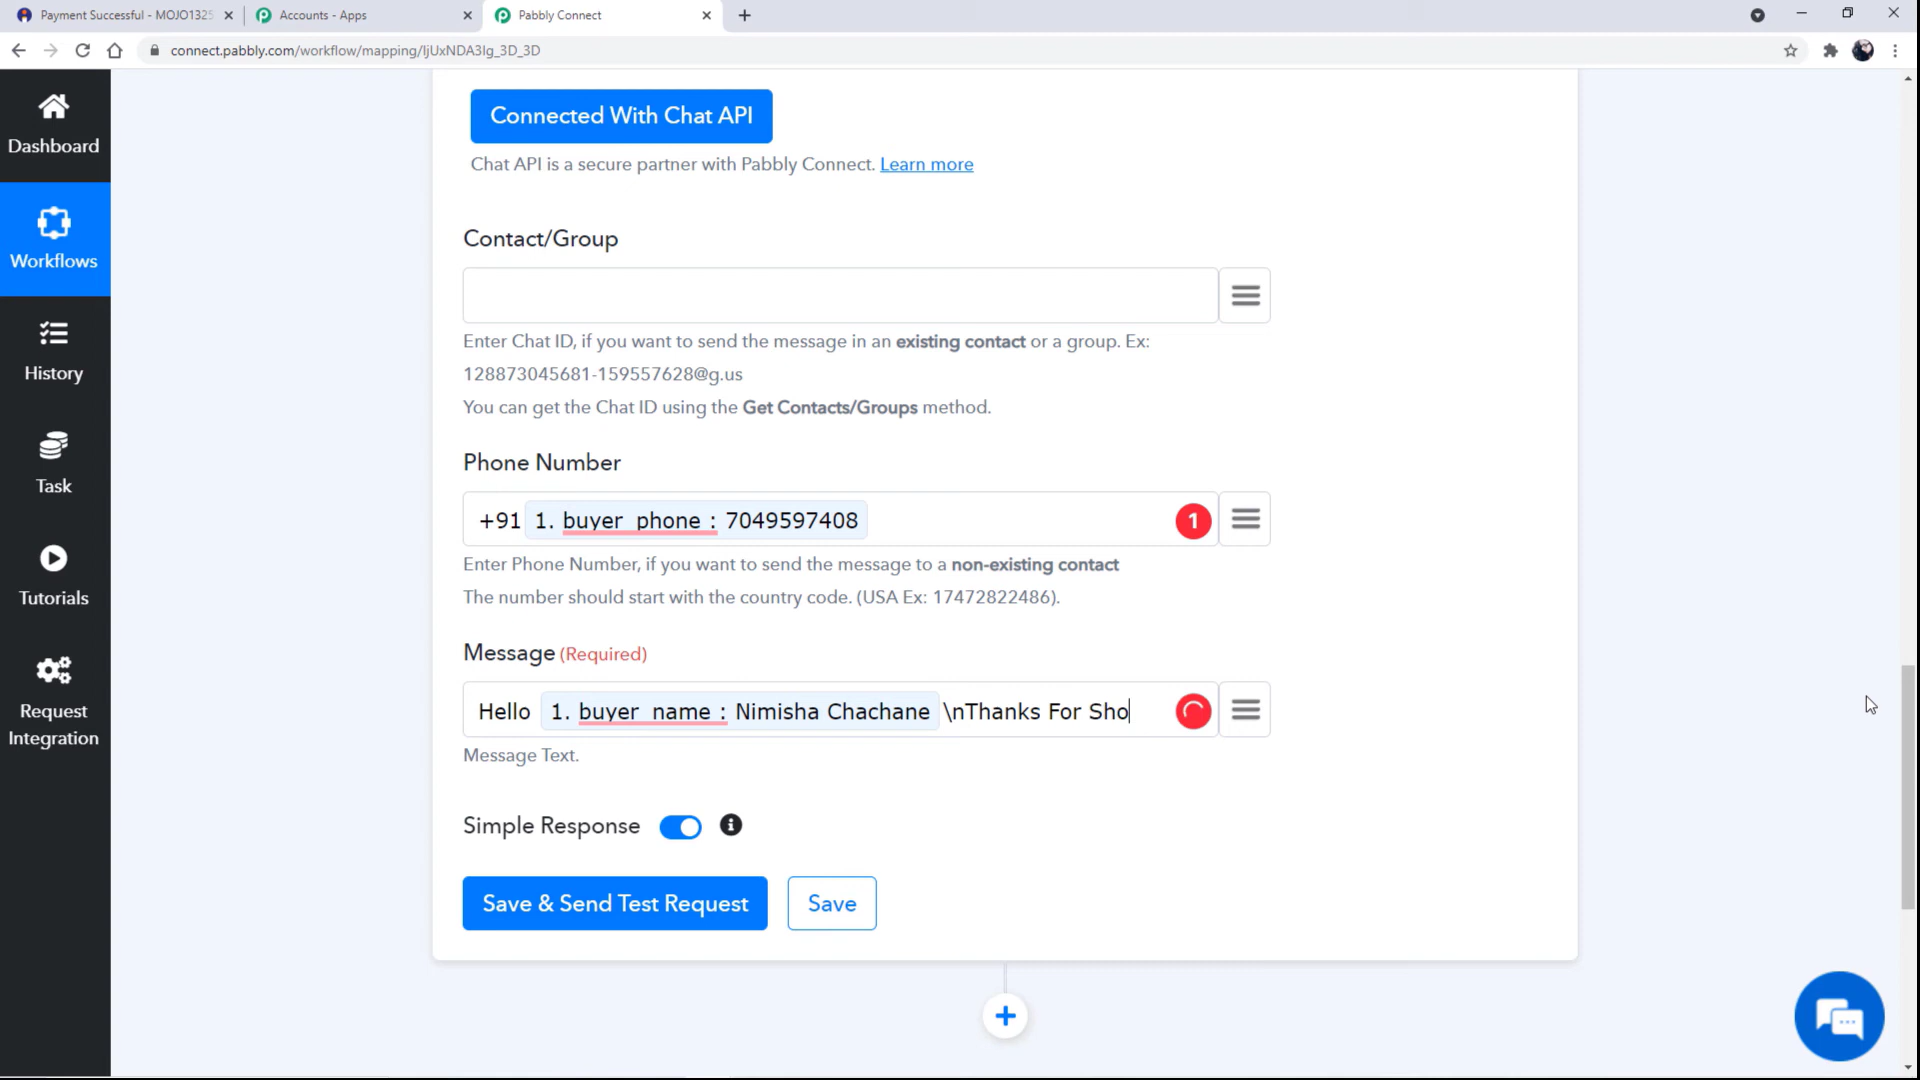 Payment Successful - MOJO1325
Accounts - Apps
Pabbly Connect
connect.pabbly.com/workflow/mapping/IjUxNDA3Ig_3D_3D
Dashboard
Workflows
History
Task
Tutorials
Request
Integration
Connected With Chat API
Chat API is a secure partner with Pabbly Connect. Learn more
Contact/Group
Enter Chat ID, if you want to send the message in an existing contact or a group. Ex:
128873045681-159557628@g.us
You can get the Chat ID using the Get Contacts/Groups method.
Phone Number
+91 1. buyer_phone : 7049597408
1
Enter Phone Number, if you want to send the message to a non-existing contact
The number should start with the country code. (USA Ex: 17472822486).
Message (Required)
Hello 1. buyer_name : Nimisha Chachane \nThanks For Sho
Message Text.
Simple Response
Save & Send Test Request
Save